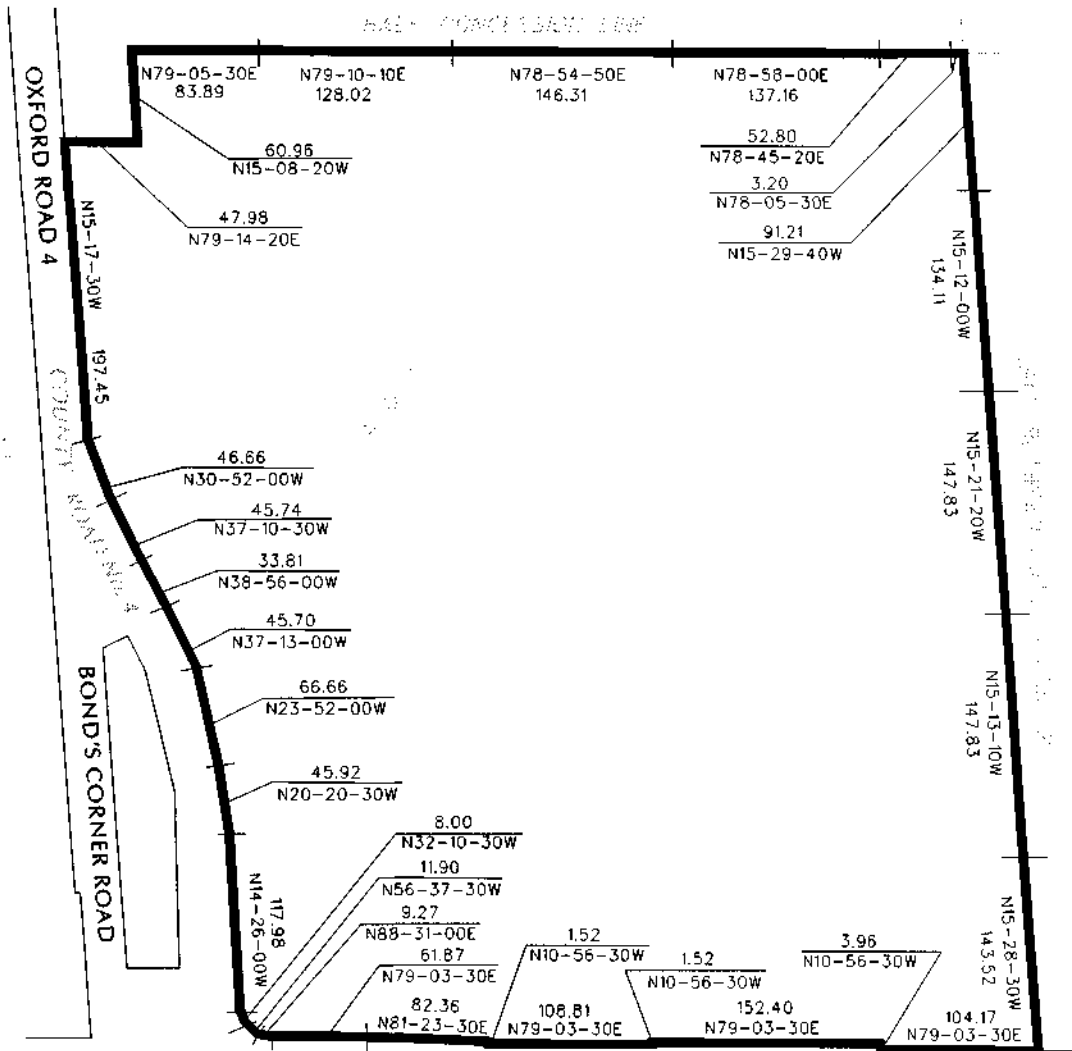 HALF CONCESSION LINE
N79-05-30E
83.89
N79-10-10E
128.02
N78-54-50E
146.31
N78-58-00E
137.16
60.96
N15-08-20W
47.98
N79-14-20E
52.80
N78-45-20E
3.20
N78-05-30E
91.21
N15-29-40W
OXFORD ROAD 4
N15-17-30W 197.45
COUNTY ROAD No. 4
N15-12-00W
134.11
N15-21-20W
147.83
N15-13-10W
147.83
N15-28-30W
143.52
46.66
N30-52-00W
45.74
N37-10-30W
33.81
N38-56-00W
45.70
N37-13-00W
66.66
N23-52-00W
45.92
N20-20-30W
BOND'S CORNER ROAD
117.98
N14-26-00W
8.00
N32-10-30W
11.90
N56-37-30W
9.27
N88-31-00E
61.87
N79-03-30E
82.36
N81-23-30E
1.52
N10-56-30W
108.81
N79-03-30E
1.52
N10-56-30W
152.40
N79-03-30E
3.96
N10-56-30W
104.17
N79-03-30E